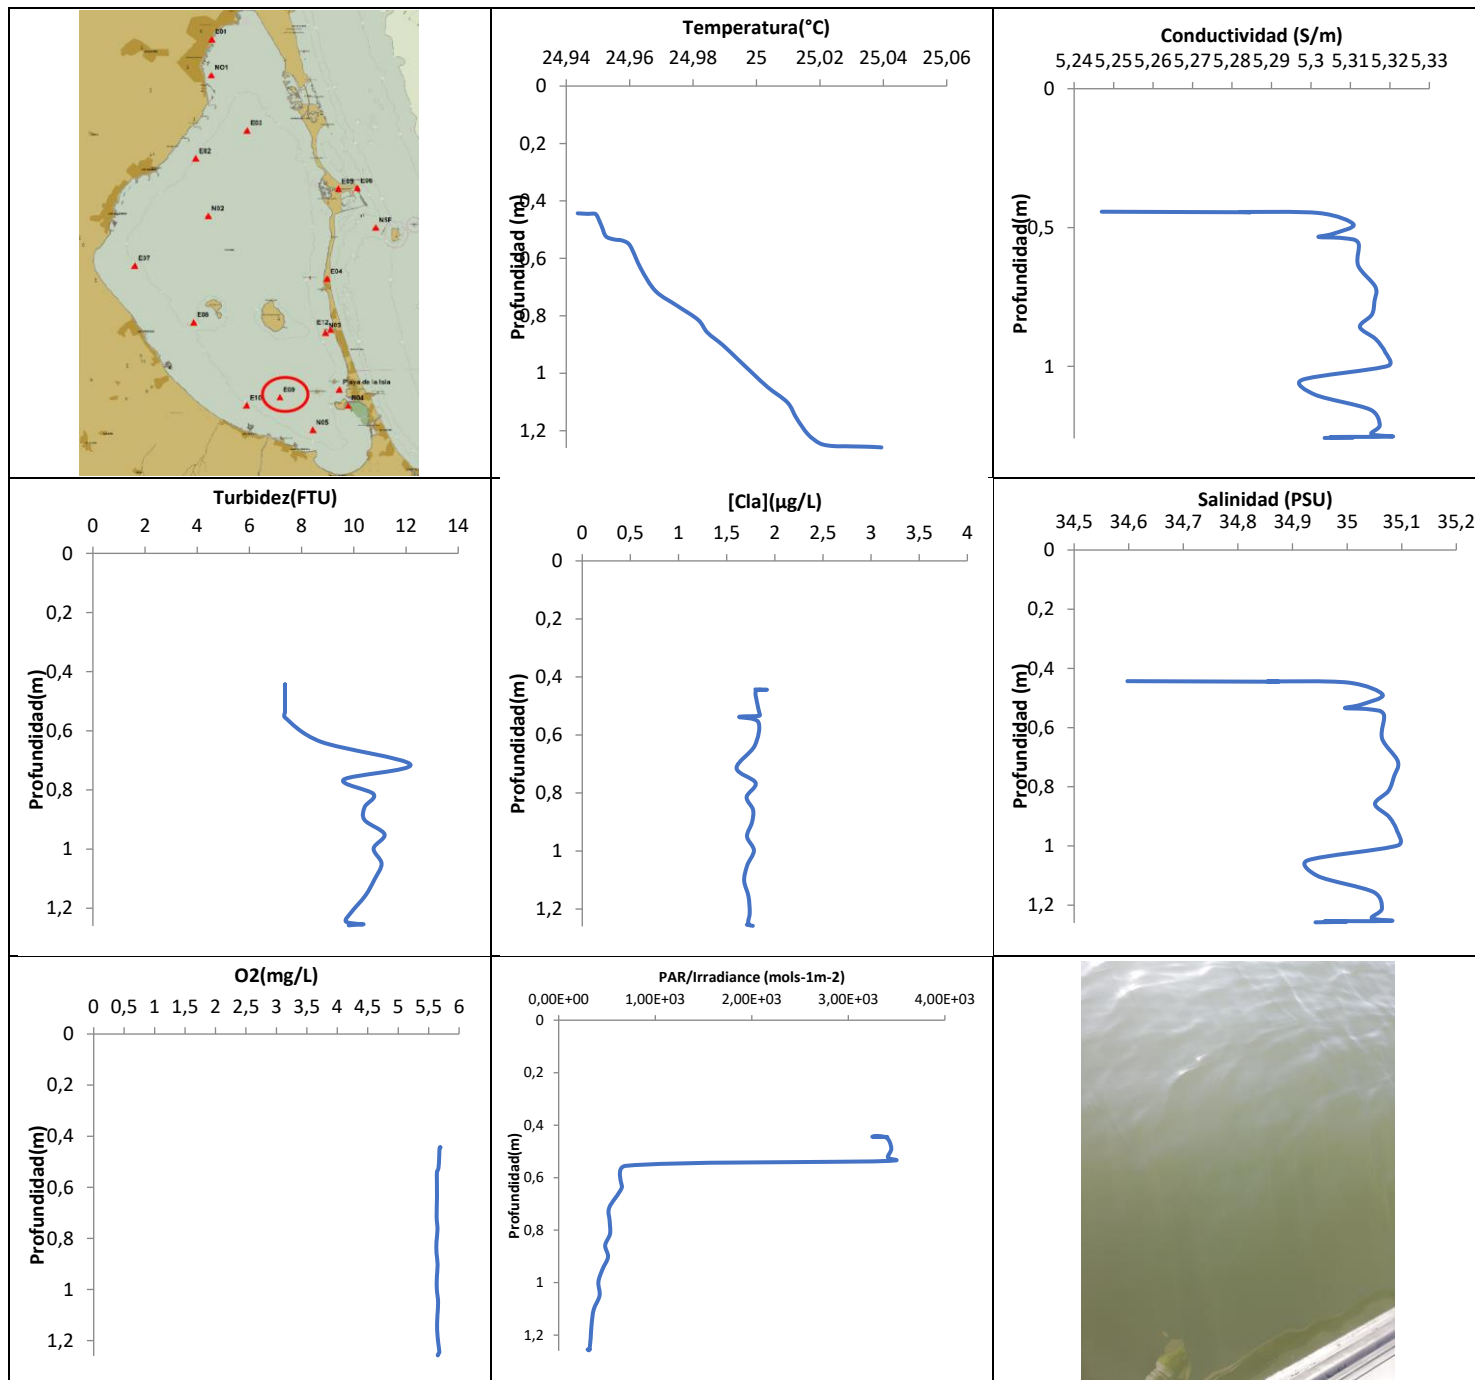 E01
NO1
E03
E02
E05 E06
N02
N5F
E07
E04
E08
E12 N03
Playa de la Isla
E09
E10
N04
N05
Temperatura(°C)
24,94 24,96 24,98 25 25,02 25,04 25,06
0
0,2
0,4
0,6
0,8
1
1,2
Profundidad (m)
Conductividad (S/m)
5,24 5,25 5,26 5,27 5,28 5,29 5,3 5,31 5,32 5,33
0
0,5
1
Profundidad (m)
Turbidez(FTU)
0 2 4 6 8 10 12 14
0
0,2
0,4
0,6
0,8
1
1,2
Profundidad(m)
[Cla](µg/L)
0 0,5 1 1,5 2 2,5 3 3,5 4
0
0,2
0,4
0,6
0,8
1
1,2
Profundidad(m)
Salinidad (PSU)
34,5 34,6 34,7 34,8 34,9 35 35,1 35,2
0
0,2
0,4
0,6
0,8
1
1,2
Profundidad (m)
O2(mg/L)
0 0,5 1 1,5 2 2,5 3 3,5 4 4,5 5 5,5 6
0
0,2
0,4
0,6
0,8
1
1,2
Profundidad(m)
PAR/Irradiance (mols-1m-2)
0,00E+00 1,00E+03 2,00E+03 3,00E+03 4,00E+03
0
0,2
0,4
0,6
0,8
1
1,2
Profundidad(m)